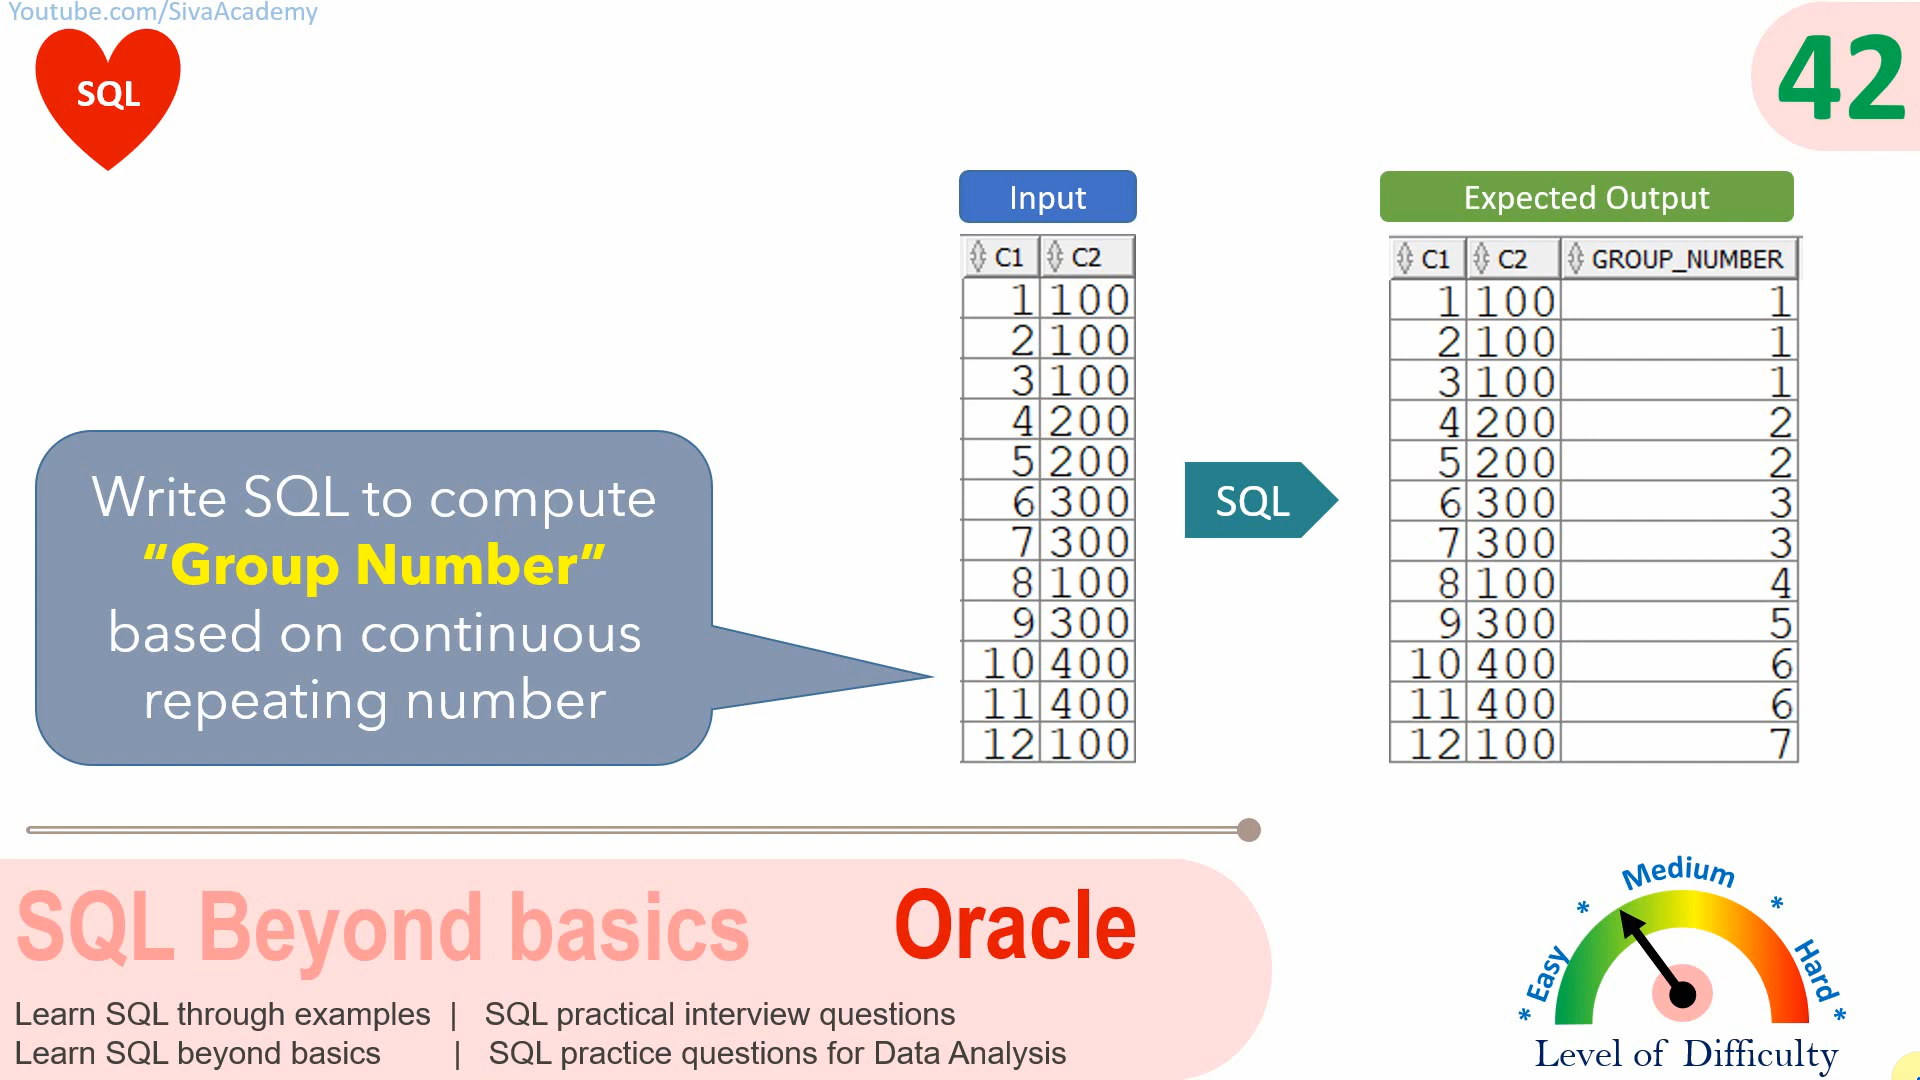 Youtube.com/SivaAcademy
SQL
42
Input
Expected Output
C1 C2
1 100
2 100
3 100
4 200
5 200
6 300
7 300
8 100
9 300
10 400
11 400
12 100
SQL
C1 C2 GROUP_NUMBER
1 100 1
2 100 1
3 100 1
4 200 2
5 200 2
6 300 3
7 300 3
8 100 4
9 300 5
10 400 6
11 400 6
12 100 7
Write SQL to compute
“Group Number”
based on continuous
repeating number
SQL Beyond basics Oracle
Learn SQL through examples | SQL practical interview questions
Learn SQL beyond basics | SQL practice questions for Data Analysis
* Easy * Medium * Hard *
Level of Difficulty